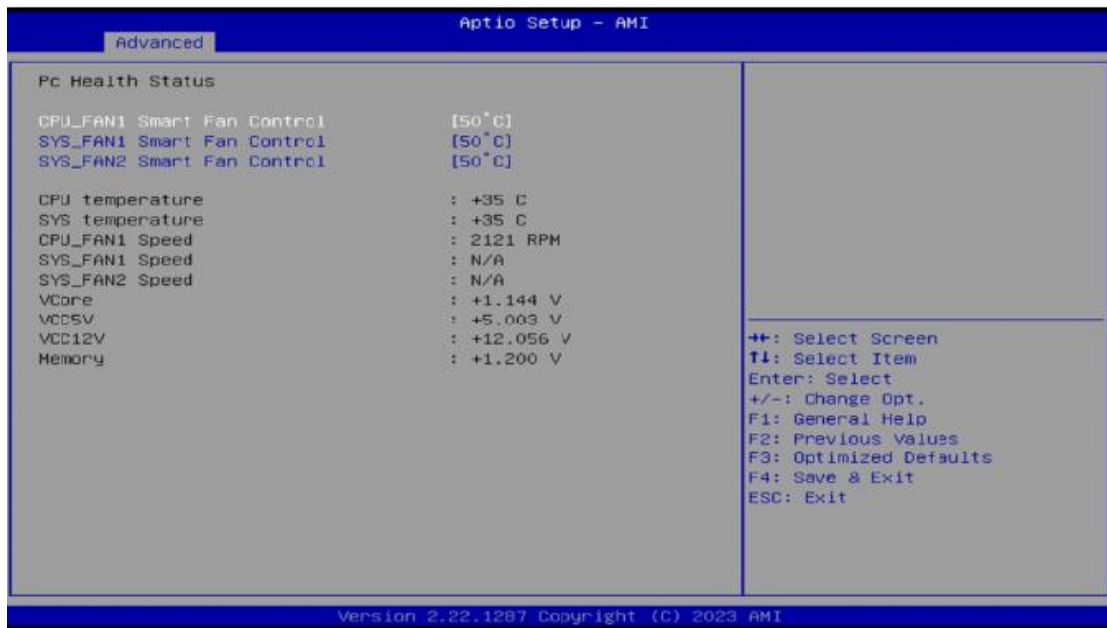 Aptio Setup - AMI
Advanced
Pc Health Status
CPU_FAN1 Smart Fan Control [50°C]
SYS_FAN1 Smart Fan Control [50°C]
SYS_FAN2 Smart Fan Control [50°C]
CPU temperature : +35 C
SYS temperature : +35 C
CPU_FAN1 Speed : 2121 RPM
SYS_FAN1 Speed : N/A
SYS_FAN2 Speed : N/A
VCore : +1.144 V
VCC5V : +5.003 V
VCC12V : +12.056 V
Memory : +1.200 V
→←: Select Screen
↑↓: Select Item
Enter: Select
+/-: Change Opt.
F1: General Help
F2: Previous Values
F3: Optimized Defaults
F4: Save & Exit
ESC: Exit
Version 2.22.1287 Copyright (C) 2023 AMI